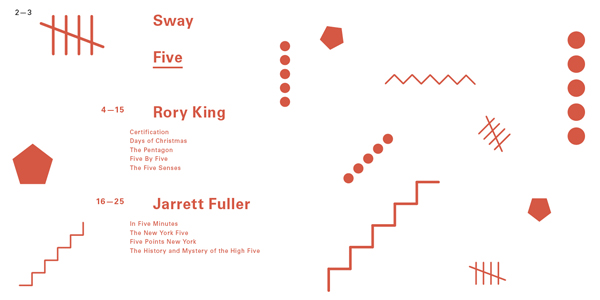 2—3
Sway
Five
4—15
Rory King
Certification
Days of Christmas
The Pentagon
Five By Five
The Five Senses
16—25
Jarrett Fuller
In Five Minutes
The New York Five
Five Points New York
The History and Mystery of the High Five